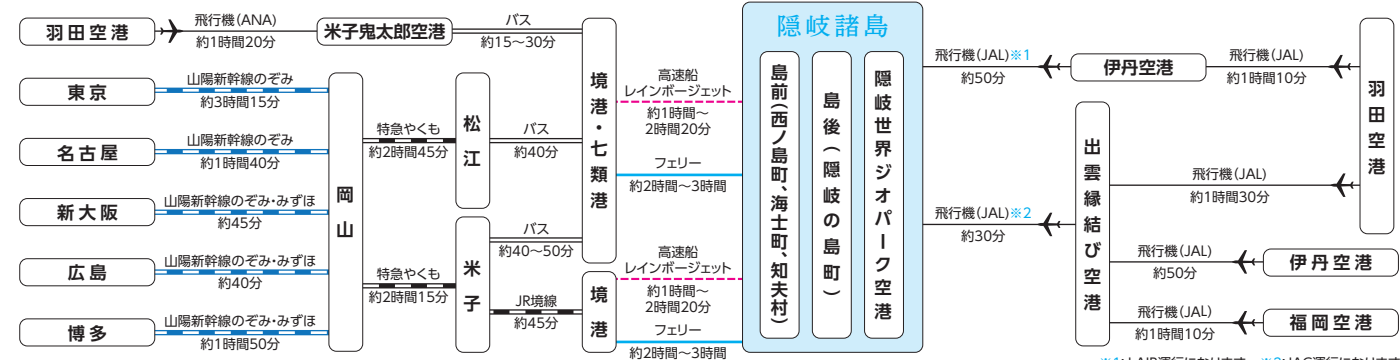 羽田空港
飛行機(ANA)
約1時間20分
米子鬼太郎空港
バス
約15〜30分
東京
山陽新幹線のぞみ
約3時間15分
名古屋
山陽新幹線のぞみ
約1時間40分
新大阪
山陽新幹線のぞみ・みずほ
約45分
広島
山陽新幹線のぞみ・みずほ
約40分
博多
山陽新幹線のぞみ・みずほ
約1時間50分
岡山
特急やくも
約2時間45分
松江
バス
約40分
特急やくも
約2時間15分
米子
バス
約40〜50分
JR境線
約45分
境港・七類港
境港
高速船
レインボージェット
約1時間〜
2時間20分
フェリー
約2時間〜3時間
高速船
レインボージェット
約1時間〜
2時間20分
フェリー
約2時間〜3時間
隠岐諸島
島前(西ノ島町、海士町、知夫村)
島後(隠岐の島町)
隠岐世界ジオパーク空港
飛行機(JAL)※1
約50分
伊丹空港
飛行機(JAL)
約1時間10分
羽田空港
飛行機(JAL)※2
約30分
出雲縁結び空港
飛行機(JAL)
約1時間30分
飛行機(JAL)
約50分
伊丹空港
飛行機(JAL)
約1時間10分
福岡空港